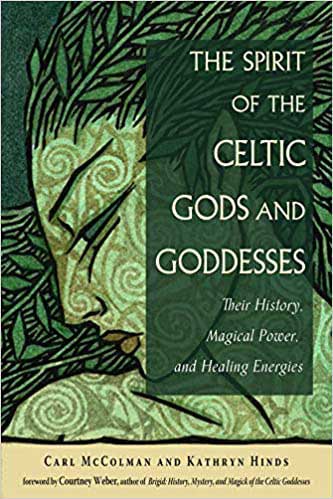 THE SPIRIT
OF THE
CELTIC
GODS AND
GODDESSES
Their History,
Magical Power,
and Healing Energies
CARL MCCOLMAN AND KATHRYN HINDS
foreword by Courtney Weber, author of Brigid: History, Mystery, and Magick of the Celtic Goddesses